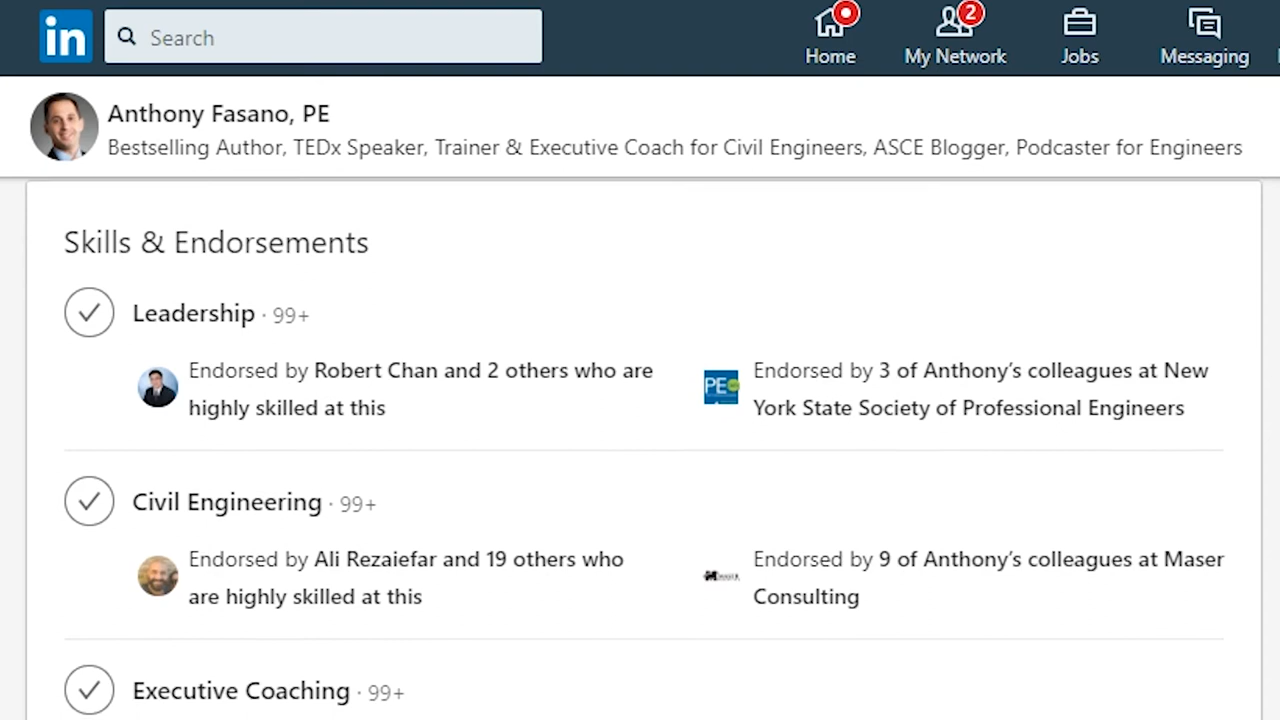 in
Search
Home
2
My Network
Jobs
Messaging
Anthony Fasano, PE
Bestselling Author, TEDx Speaker, Trainer & Executive Coach for Civil Engineers, ASCE Blogger, Podcaster for Engineers
Skills & Endorsements
Leadership · 99+
Endorsed by Robert Chan and 2 others who are
highly skilled at this
PE
Endorsed by 3 of Anthony’s colleagues at New
York State Society of Professional Engineers
Civil Engineering · 99+
Endorsed by Ali Rezaiefar and 19 others who
are highly skilled at this
Endorsed by 9 of Anthony’s colleagues at Maser
Consulting
Executive Coaching · 99+